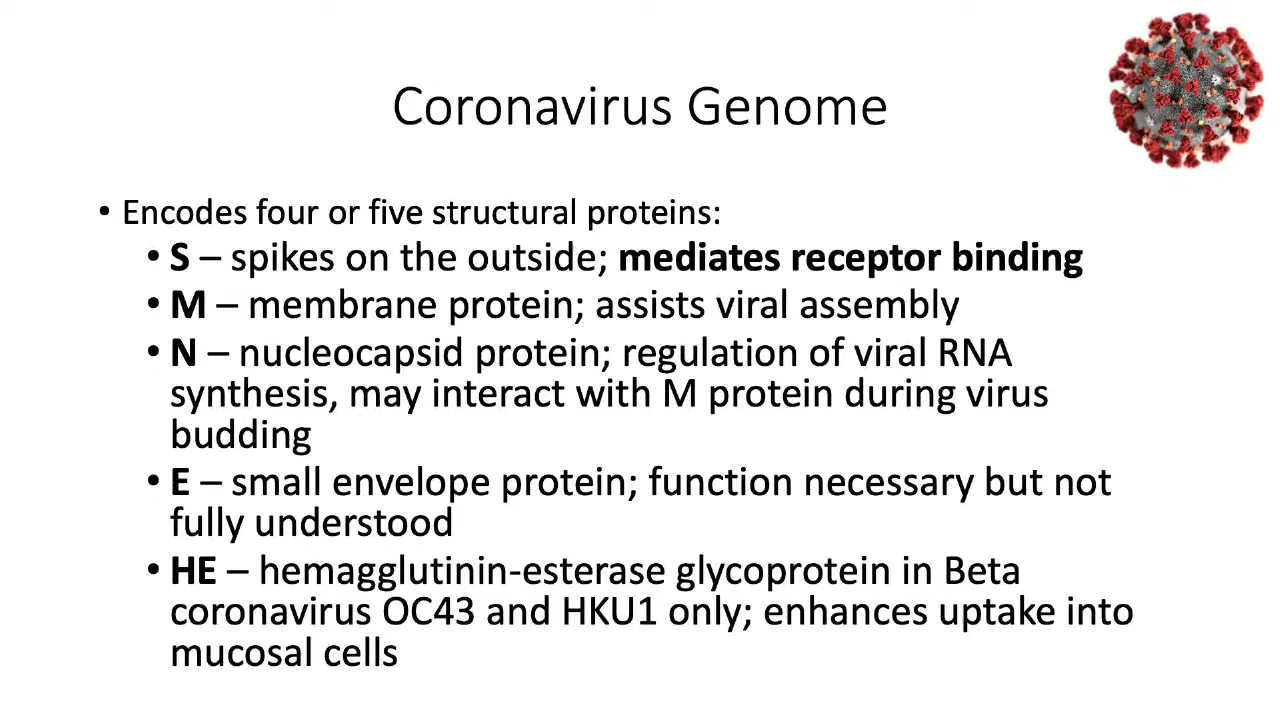 Coronavirus Genome
• Encodes four or five structural proteins:
• S – spikes on the outside; mediates receptor binding
• M – membrane protein; assists viral assembly
• N – nucleocapsid protein; regulation of viral RNA
synthesis, may interact with M protein during virus
budding
• E – small envelope protein; function necessary but not
fully understood
• HE – hemagglutinin-esterase glycoprotein in Beta
coronavirus OC43 and HKU1 only; enhances uptake into
mucosal cells